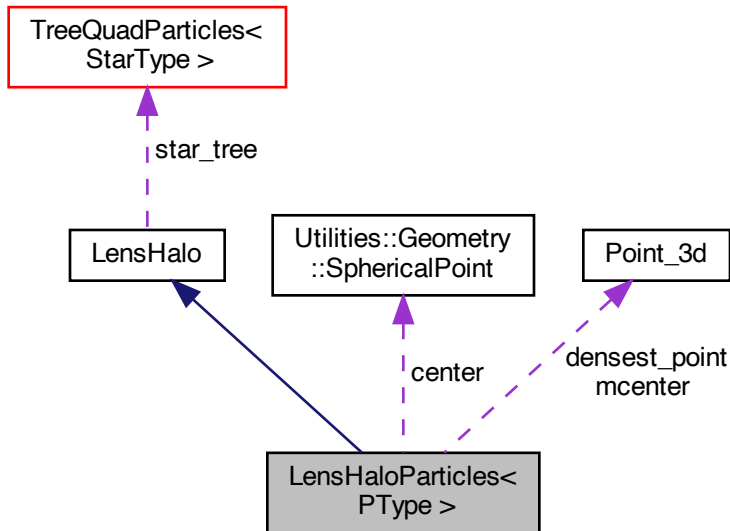 TreeQuadParticles<
StarType >
star_tree
LensHalo
Utilities::Geometry
::SphericalPoint
Point_3d
center
densest_point
mcenter
LensHaloParticles<
PType >